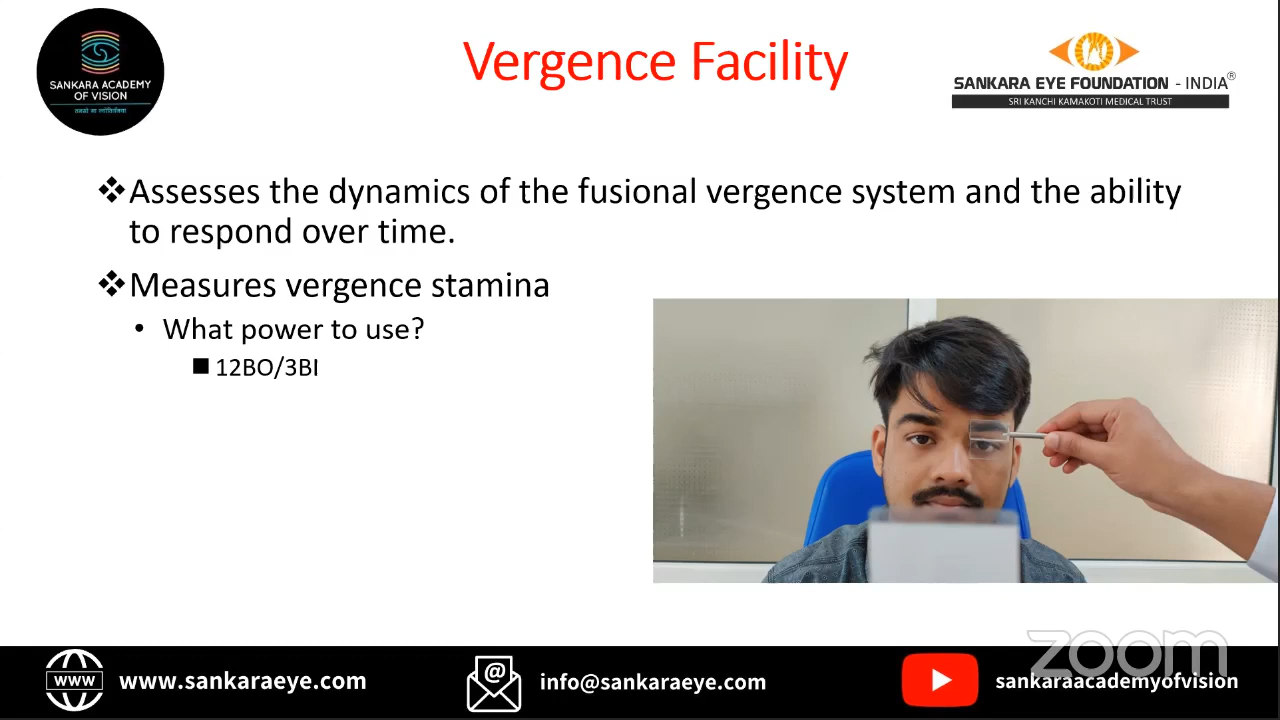 Vergence Facility
SANKARA ACADEMY
OF VISION
SANKARA EYE FOUNDATION - INDIA®
SRI KANCHI KAMAKOTI MEDICAL TRUST
❖Assesses the dynamics of the fusional vergence system and the ability
to respond over time.
❖Measures vergence stamina
• What power to use?
■ 12BO/3BI
zoom
www
www.sankaraeye.com
@
info@sankaraeye.com
sankaraacademyofvision